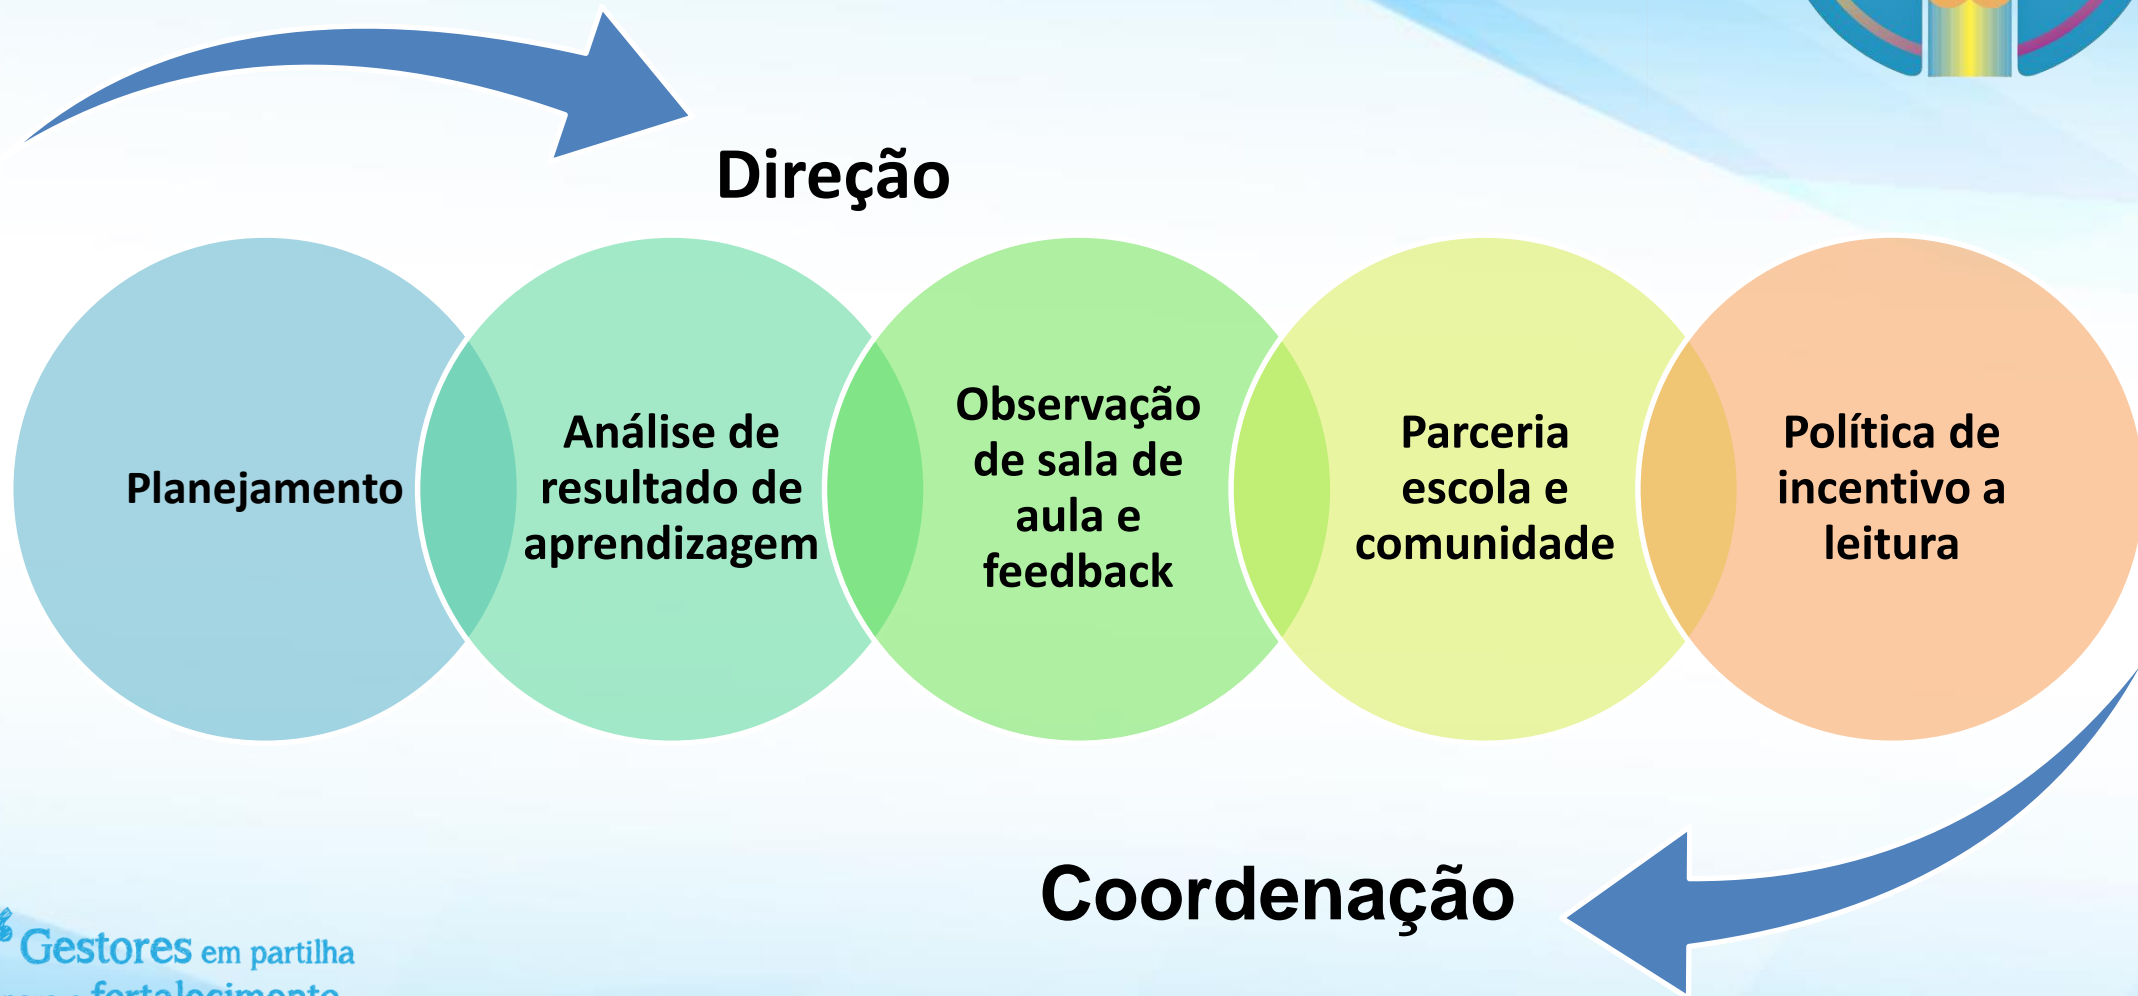 Direção
Planejamento
Análise de
resultado de
aprendizagem
Observação
de sala de
aula e
feedback
Parceria
escola e
comunidade
Política de
incentivo a
leitura
Coordenação
Gestores em partilha
fortalecimento